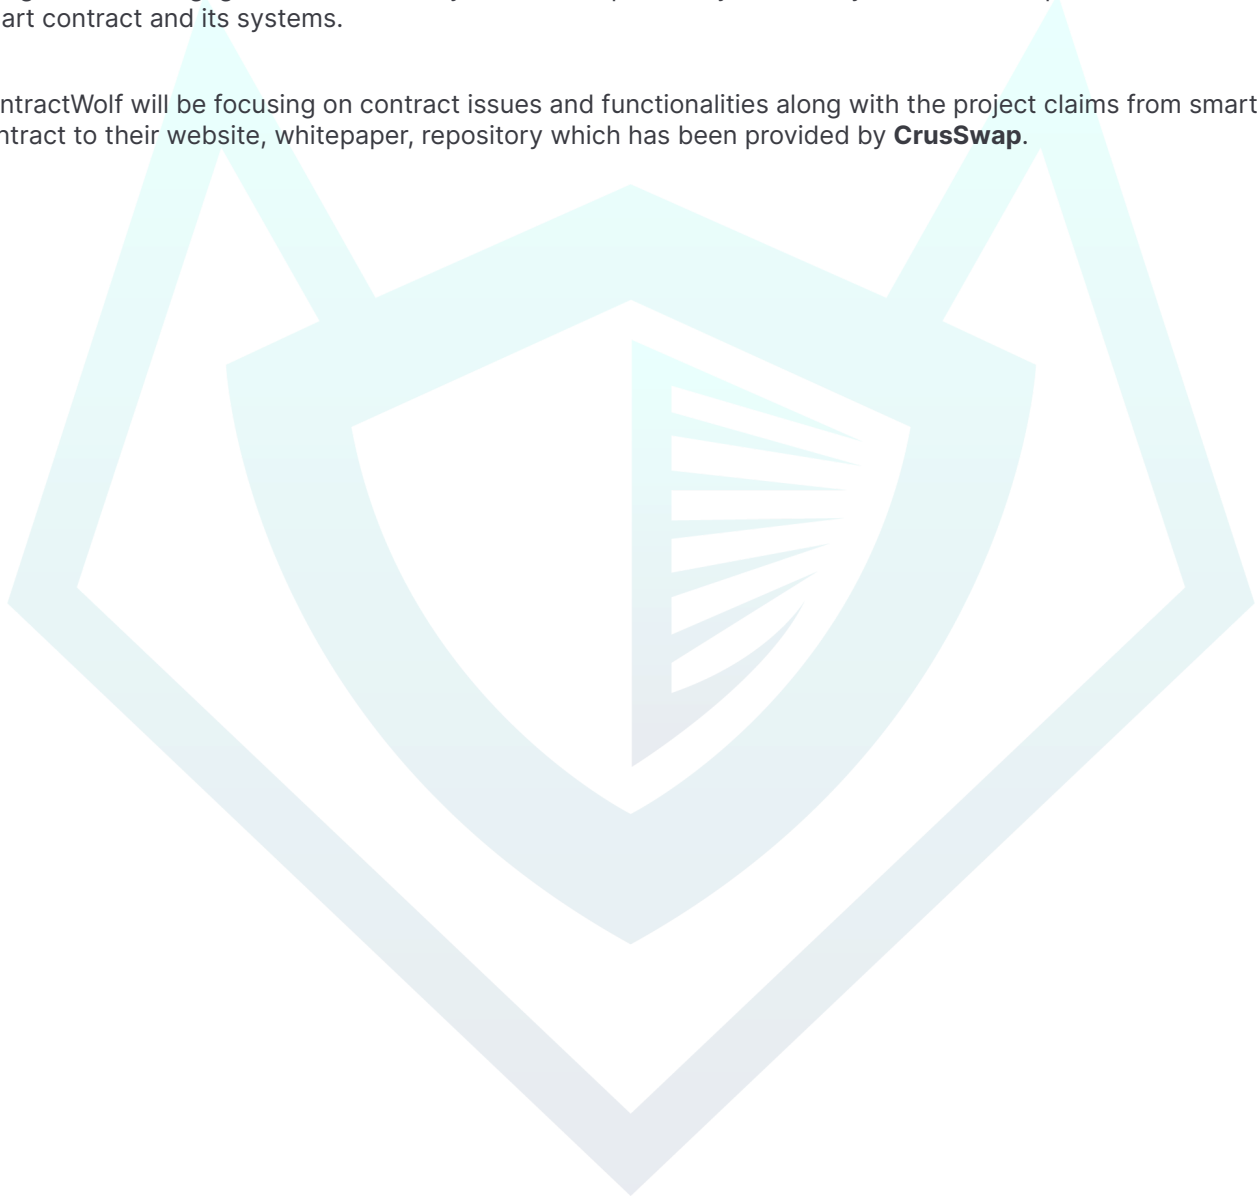 art contract and its systems.
ntractWolf will be focusing on contract issues and functionalities along with the project claims from smart
ntract to their website, whitepaper, repository which has been provided by CrusSwap.